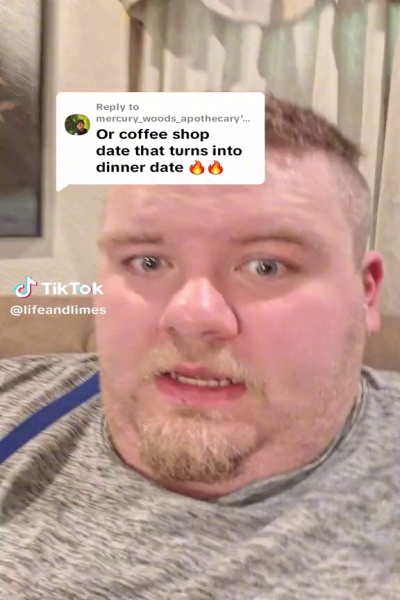 Reply to
mercury_woods_apothecary'...
Or coffee shop
date that turns into
dinner date 🔥🔥
TikTok
@lifeandlimes